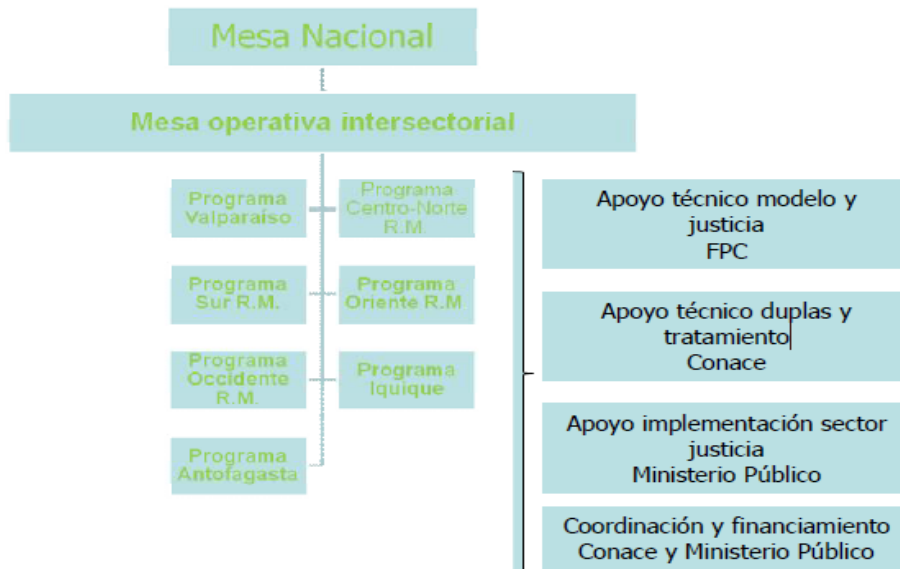 Mesa Nacional
Mesa operativa intersectorial
Programa
Valparaíso
Programa
Centro-Norte
R.M.
Programa
Sur R.M.
Programa
Oriente R.M
Programa
Occidente
R.M.
Programa
Iquique
Programa
Antofagasta
Apoyo técnico modelo y
justicia
FPC
Apoyo técnico duplas y
tratamiento
Conace
Apoyo implementación sector
justicia
Ministerio Público
Coordinación y financiamiento
Conace y Ministerio Público